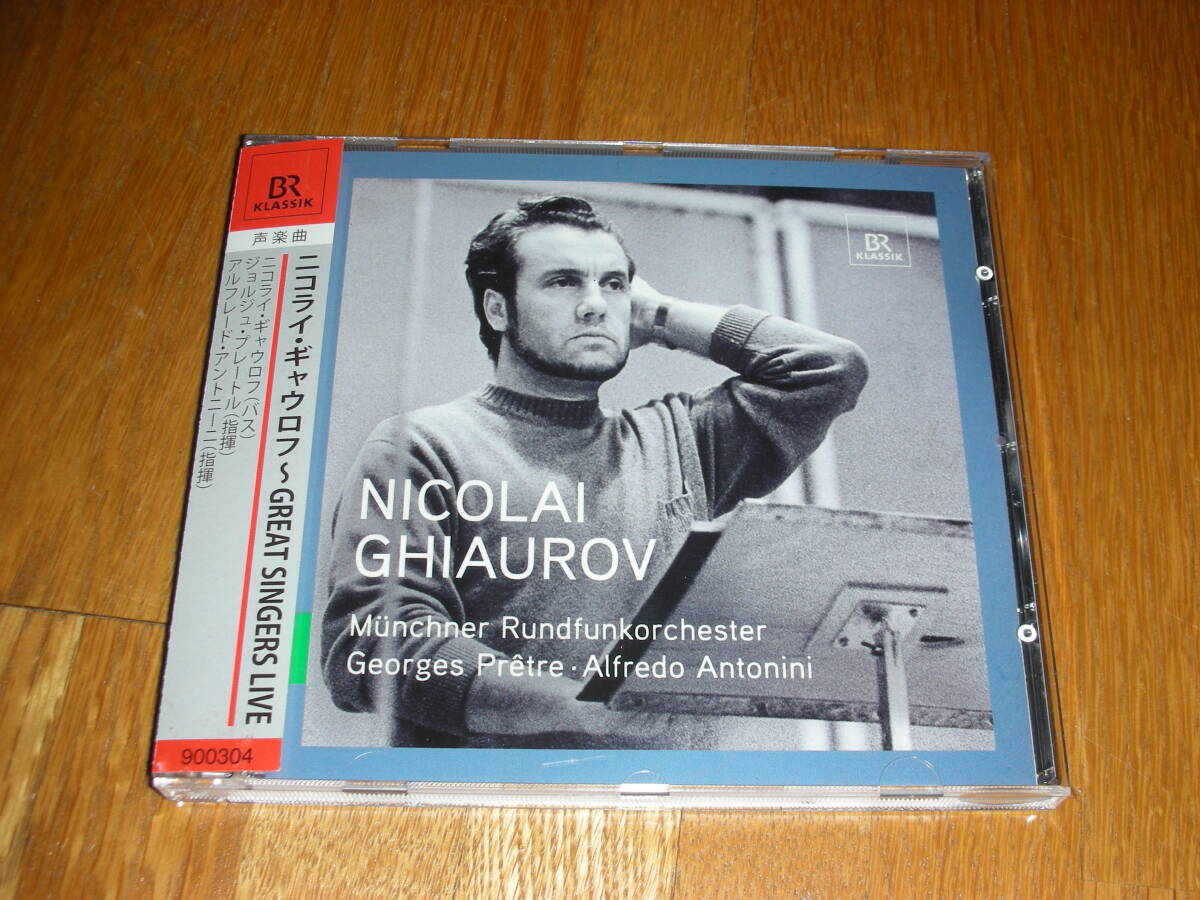 BR
KLASSIK
声楽曲
ニコライ・ギャウロフ～GREAT SINGERS LIVE
ニコライ・ギャウロフ(バス)
ジョルジュ・プレートル(指揮)
アルフレード・アントニーニ(指揮)
900304
BR
KLASSIK
NICOLAI
GHIAUROV
Münchner Rundfunkorchester
Georges Prêtre · Alfredo Antonini